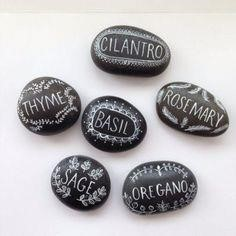 CILANTRO
THYME
ROSEMARY
BASIL
SAGE
OREGANO